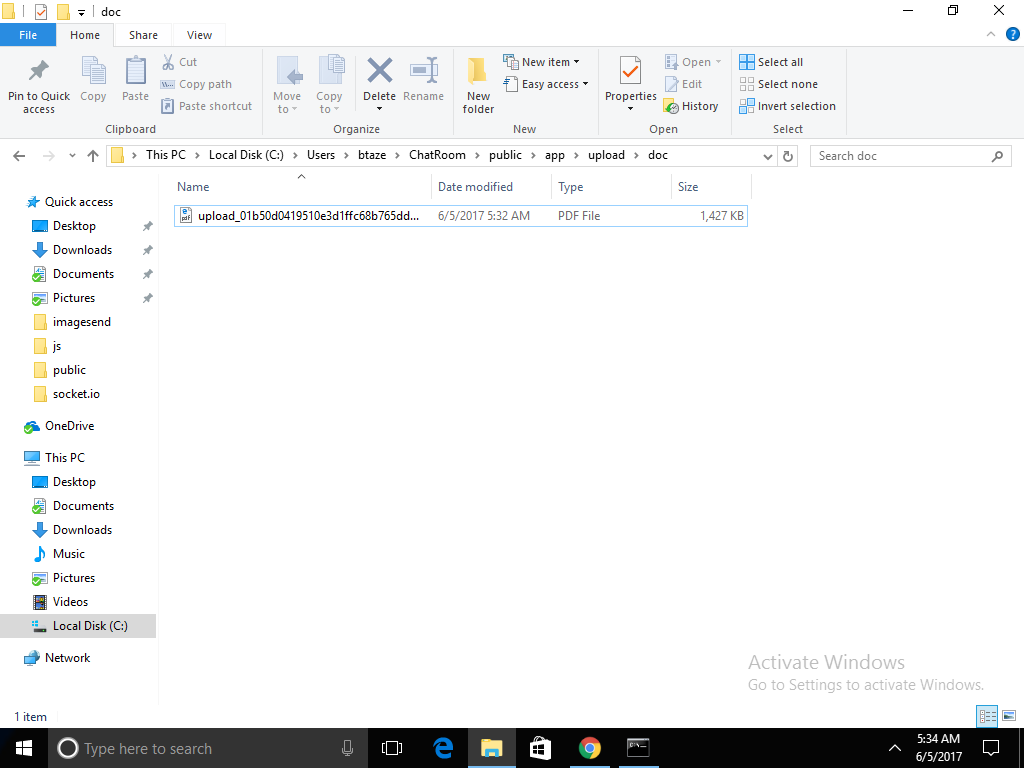 doc
File Home Share View
Pin to Quick access
Copy
Paste
Cut
Copy path
Paste shortcut
Clipboard
Move to
Copy to
Delete
Rename
Organize
New folder
New item
Easy access
New
Properties
Open
Edit
History
Open
Select all
Select none
Invert selection
Select
This PC > Local Disk (C:) > Users > btaze > ChatRoom > public > app > upload > doc
Search doc
Name Date modified Type Size
upload_01b50d0419510e3d1ffc68b765dd... 6/5/2017 5:32 AM PDF File 1,427 KB
Quick access
Desktop
Downloads
Documents
Pictures
imagesend
js
public
socket.io
OneDrive
This PC
Desktop
Documents
Downloads
Music
Pictures
Videos
Local Disk (C:)
Network
Activate Windows
Go to Settings to activate Windows.
1 item
Type here to search
5:34 AM
6/5/2017